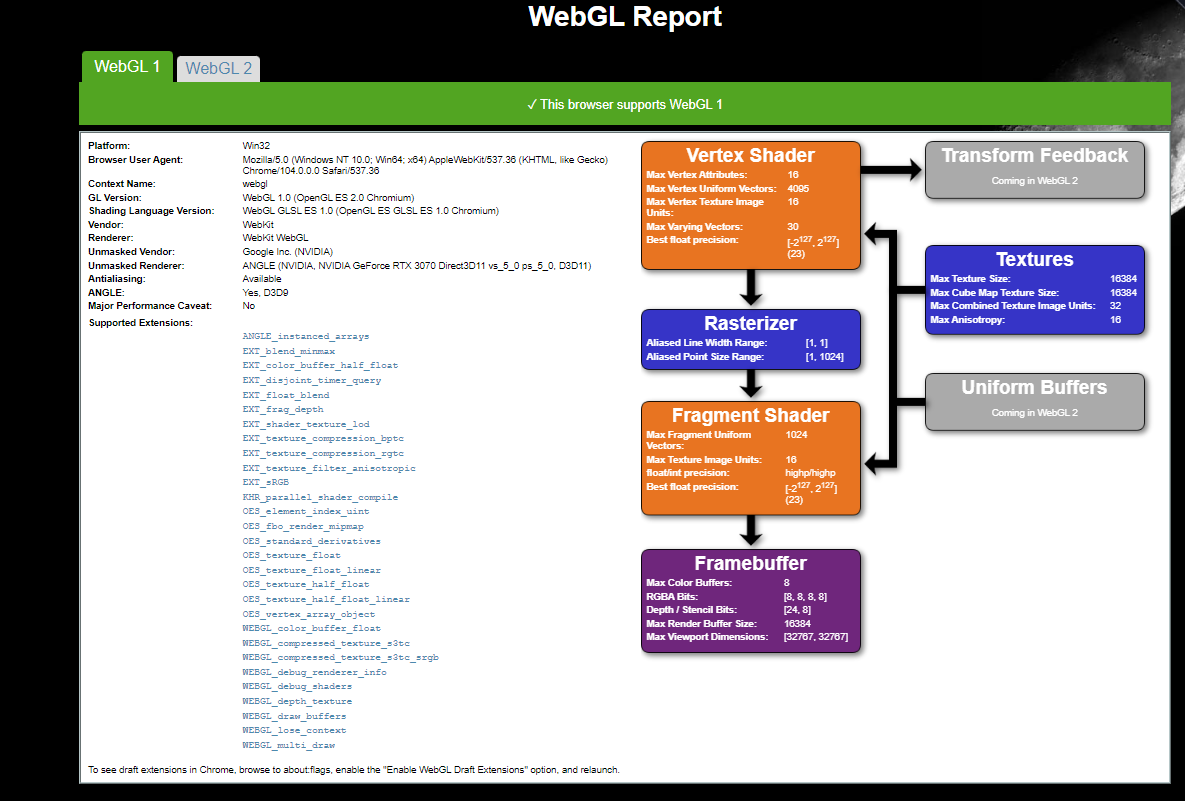 WebGL Report
WebGL 1
WebGL 2
✓ This browser supports WebGL 1
Platform: Win32
Browser User Agent: Mozilla/5.0 (Windows NT 10.0; Win64; x64) AppleWebKit/537.36 (KHTML, like Gecko)
Chrome/104.0.0.0 Safari/537.36
Context Name: webgl
GL Version: WebGL 1.0 (OpenGL ES 2.0 Chromium)
Shading Language Version: WebGL GLSL ES 1.0 (OpenGL ES GLSL ES 1.0 Chromium)
Vendor: WebKit
Renderer: WebKit WebGL
Unmasked Vendor: Google Inc. (NVIDIA)
Unmasked Renderer: ANGLE (NVIDIA, NVIDIA GeForce RTX 3070 Direct3D11 vs_5_0 ps_5_0, D3D11)
Antialiasing: Available
ANGLE: Yes, D3D9
Major Performance Caveat: No
Supported Extensions:
ANGLE_instanced_arrays
EXT_blend_minmax
EXT_color_buffer_half_float
EXT_disjoint_timer_query
EXT_float_blend
EXT_frag_depth
EXT_shader_texture_lod
EXT_texture_compression_bptc
EXT_texture_compression_rgtc
EXT_texture_filter_anisotropic
EXT_sRGB
KHR_parallel_shader_compile
OES_element_index_uint
OES_fbo_render_mipmap
OES_standard_derivatives
OES_texture_float
OES_texture_float_linear
OES_texture_half_float
OES_texture_half_float_linear
OES_vertex_array_object
WEBGL_color_buffer_float
WEBGL_compressed_texture_s3tc
WEBGL_compressed_texture_s3tc_srgb
WEBGL_debug_renderer_info
WEBGL_debug_shaders
WEBGL_depth_texture
WEBGL_draw_buffers
WEBGL_lose_context
WEBGL_multi_draw
To see draft extensions in Chrome, browse to about:flags, enable the "Enable WebGL Draft Extensions" option, and relaunch.
Vertex Shader
Max Vertex Attributes: 16
Max Vertex Uniform Vectors: 4095
Max Vertex Texture Image 16
Units:
Max Varying Vectors: 30
Best float precision: [-2¹²⁷, 2¹²⁷]
(23)
Transform Feedback
Coming in WebGL 2
Rasterizer
Aliased Line Width Range: [1, 1]
Aliased Point Size Range: [1, 1024]
Textures
Max Texture Size: 16384
Max Cube Map Texture Size: 16384
Max Combined Texture Image Units: 32
Max Anisotropy: 16
Fragment Shader
Max Fragment Uniform 1024
Vectors:
Max Texture Image Units: 16
float/int precision: highp/highp
Best float precision: [-2¹²⁷, 2¹²⁷]
(23)
Uniform Buffers
Coming in WebGL 2
Framebuffer
Max Color Buffers: 8
RGBA Bits: [8, 8, 8, 8]
Depth / Stencil Bits: [24, 8]
Max Render Buffer Size: 16384
Max Viewport Dimensions: [32767, 32767]